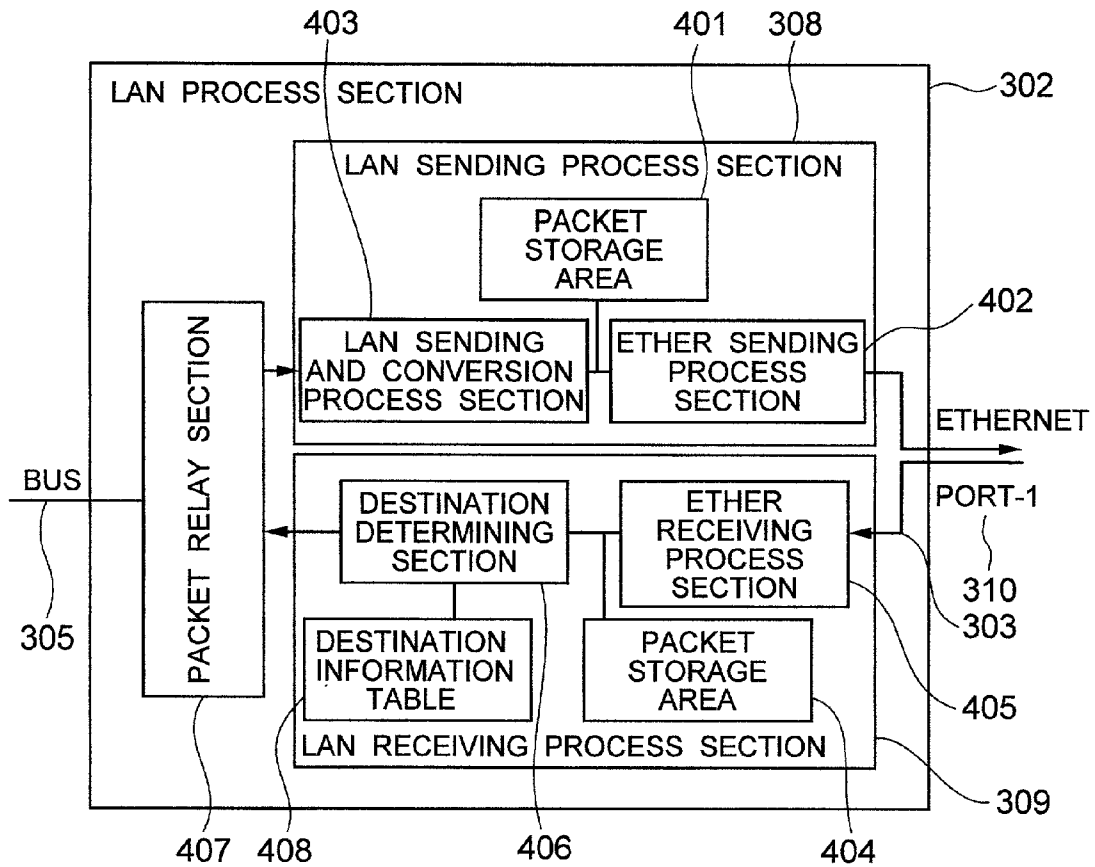 403
401
308
LAN PROCESS SECTION
302
LAN SENDING PROCESS SECTION
PACKET
STORAGE
AREA
402
LAN SENDING
AND CONVERSION
PROCESS SECTION
ETHER SENDING
PROCESS
SECTION
PACKET RELAY SECTION
ETHERNET
BUS
PORT-1
DESTINATION
DETERMINING
SECTION
ETHER
RECEIVING
PROCESS
SECTION
310
305
303
DESTINATION
INFORMATION
TABLE
PACKET
STORAGE
AREA
405
LAN RECEIVING PROCESS SECTION
309
407
408
406
404